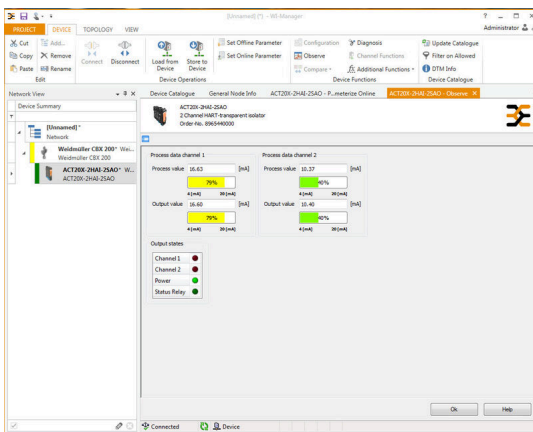 [Unnamed] (*) - WI-Manager
PROJECT DEVICE TOPOLOGY VIEW Administrator
Cut Add...
Copy Remove
Paste Rename
Edit
Connect Disconnect
Load from Device Store to Device
Set Offline Parameter
Set Online Parameter
Device Operations
Configuration Diagnosis
Observe Channel Functions
Compare Additional Functions
Device Functions
Update Catalogue
Filter on Allowed
DTM Info
Device Catalogue
Network View
Device Summary
[Unnamed] *
Network
Weidmüller CBX 200* Wei...
Weidmüller CBX 200
ACT20X-2HAI-2SAO* W...
ACT20X-2HAI-2SAO
Device Catalogue General Node Info ACT20X-2HAI-2SAO - P...meterize Online ACT20X-2HAI-2SAO - Observe
ACT20X-2HAI-2SAO
2 Channel HART-transparent isolator
Order-No. 8965440000
Process data channel 1 Process data channel 2
Process value 16.63 [mA] Process value 10.37 [mA]
79% 40%
4 [mA] 20 [mA] 4 [mA] 20 [mA]
Output value 16.60 [mA] Output value 10.40 [mA]
79% 40%
4 [mA] 20 [mA] 4 [mA] 20 [mA]
Output states
Channel 1
Channel 2
Power
Status Relay
Ok Help
Connected Device